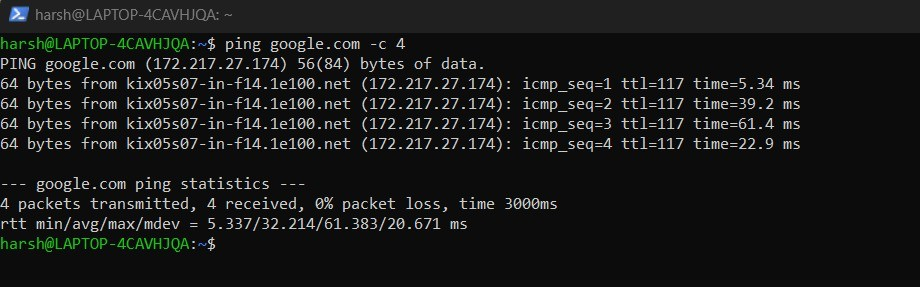 harsh@LAPTOP-4CAVHJQA: ~
harsh@LAPTOP-4CAVHJQA:~$ ping google.com -c 4
PING google.com (172.217.27.174) 56(84) bytes of data.
64 bytes from kix05s07-in-f14.1e100.net (172.217.27.174): icmp_seq=1 ttl=117 time=5.34 ms
64 bytes from kix05s07-in-f14.1e100.net (172.217.27.174): icmp_seq=2 ttl=117 time=39.2 ms
64 bytes from kix05s07-in-f14.1e100.net (172.217.27.174): icmp_seq=3 ttl=117 time=61.4 ms
64 bytes from kix05s07-in-f14.1e100.net (172.217.27.174): icmp_seq=4 ttl=117 time=22.9 ms
--- google.com ping statistics ---
4 packets transmitted, 4 received, 0% packet loss, time 3000ms
rtt min/avg/max/mdev = 5.337/32.214/61.383/20.671 ms
harsh@LAPTOP-4CAVHJQA:~$